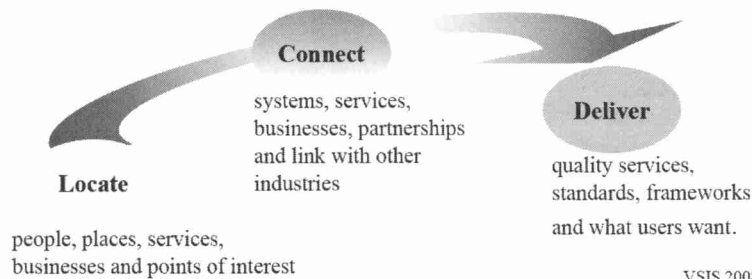 Connect
systems, services,
businesses, partnerships
and link with other
industries
Deliver
quality services,
standards, frameworks
and what users want.
Locate
people, places, services,
businesses and points of interest